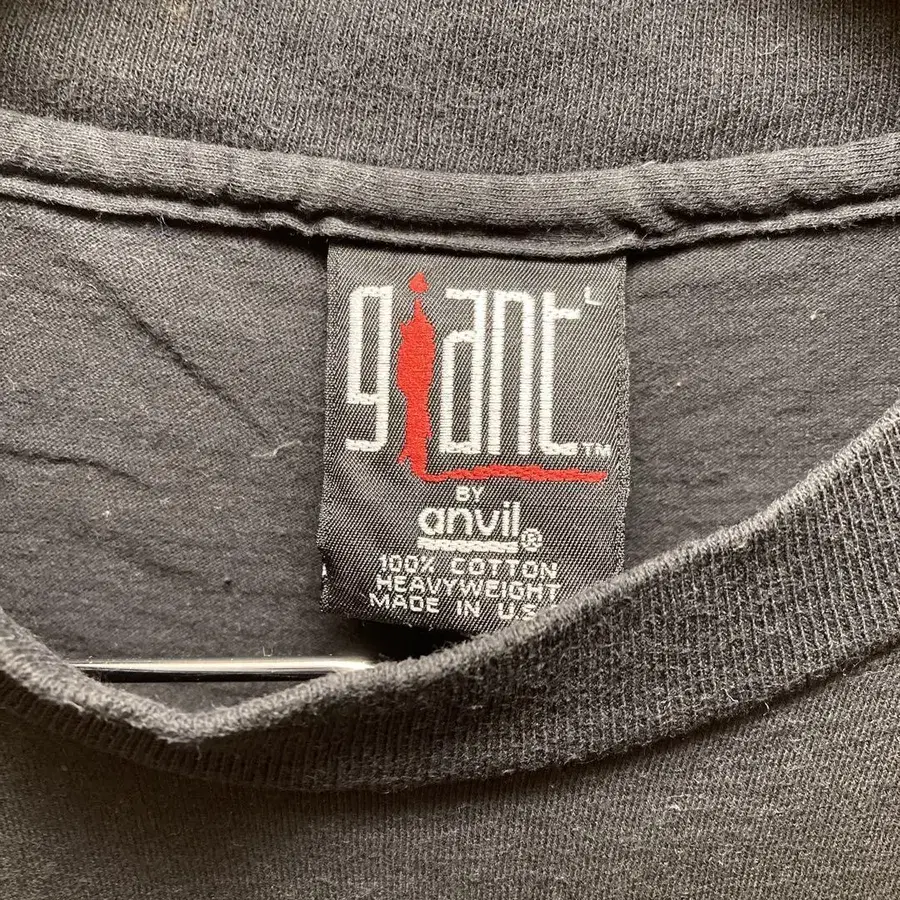 giant L
TM
BY
anvil ®
100% COTTON
HEAVYWEIGHT
MADE IN U.S